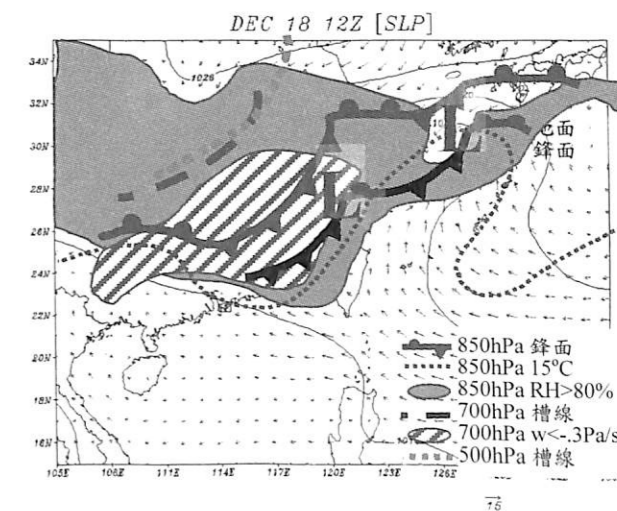 DEC 18 12Z [SLP]
34N
1026
32N
地面
鋒面
30N
28N
26N
24N
22N
20N
850hPa 鋒面
850hPa 15°C
18N
850hPa RH>80%
700hPa 槽線
700hPa w<-.3Pa/s
16N
500hPa 槽線
105E 108E 111E 114E 117E 120E 123E 126E
15